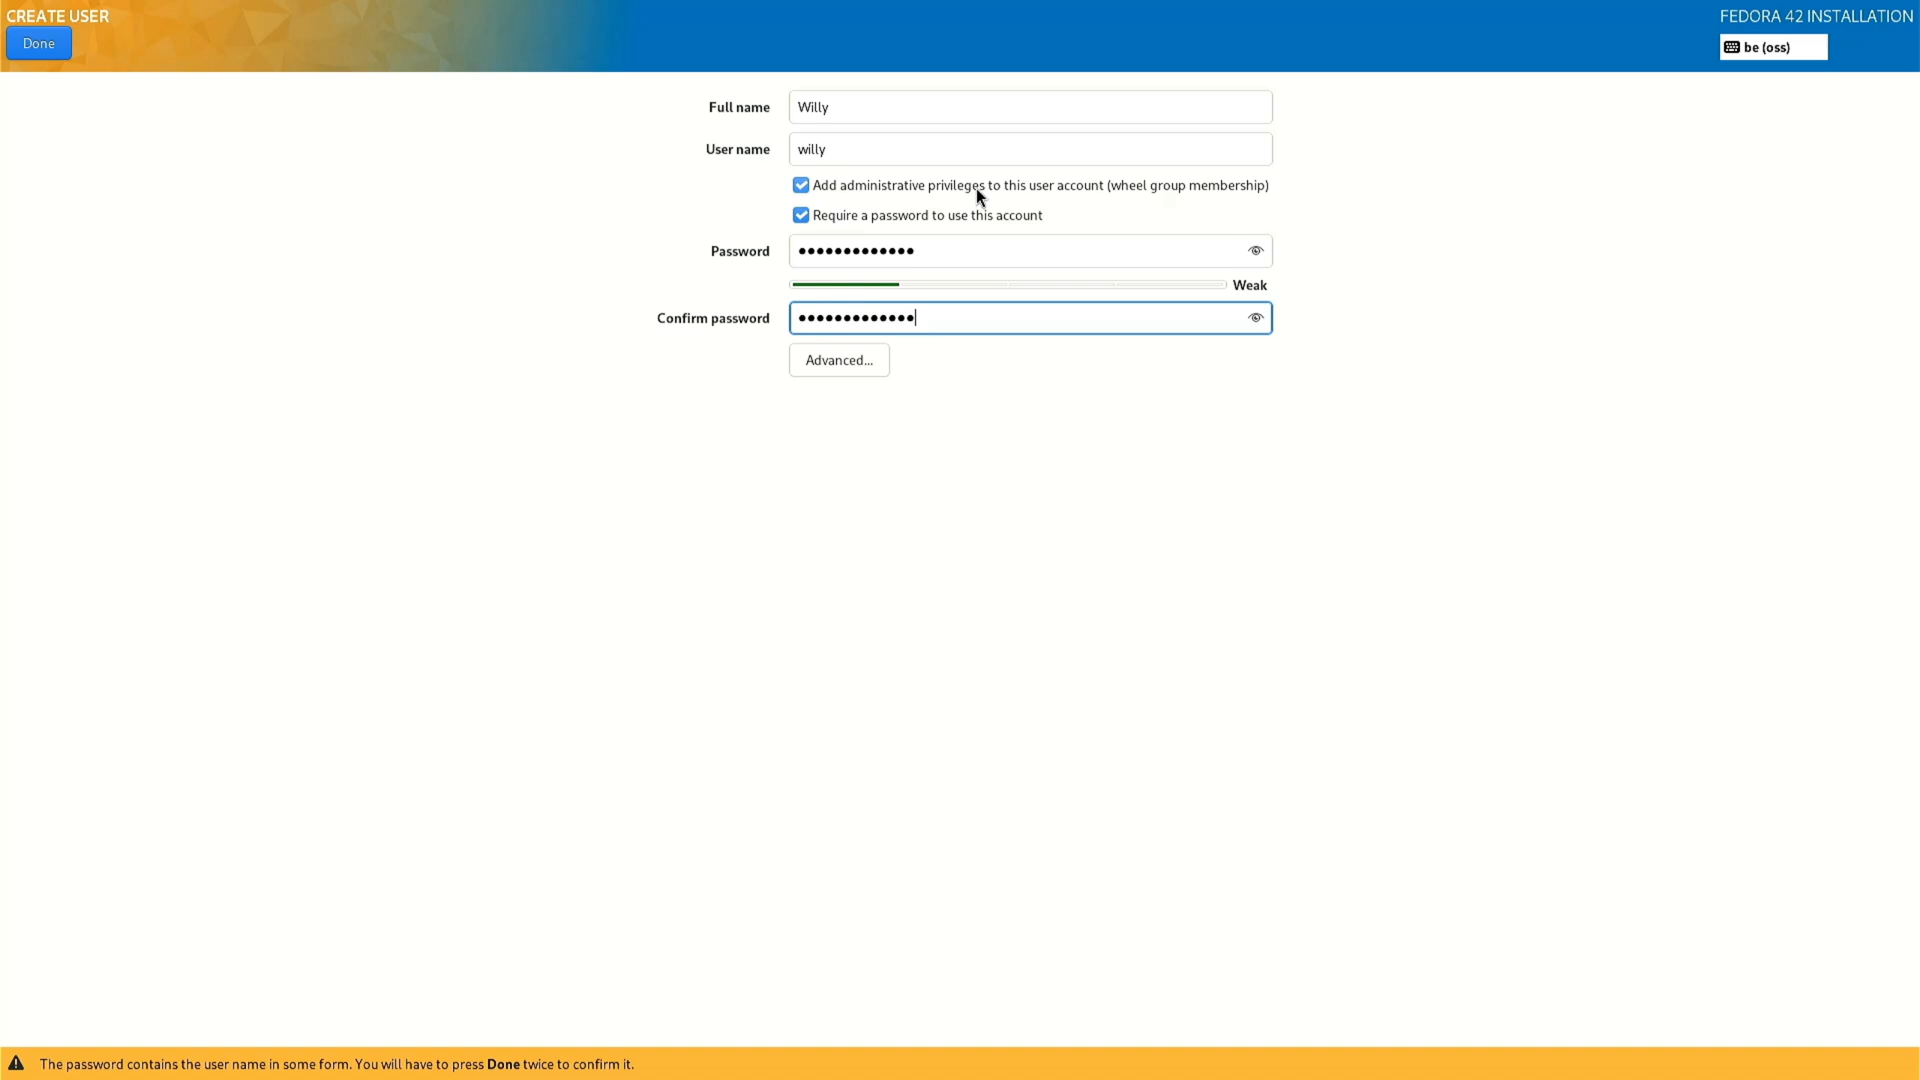 CREATE USER
FEDORA 42 INSTALLATION
Done
be (oss)
Full name
Willy
User name
willy
Add administrative privileges to this user account (wheel group membership)
Require a password to use this account
Password
•••••••••••••
Weak
Confirm password
•••••••••••••
Advanced...
The password contains the user name in some form. You will have to press Done twice to confirm it.